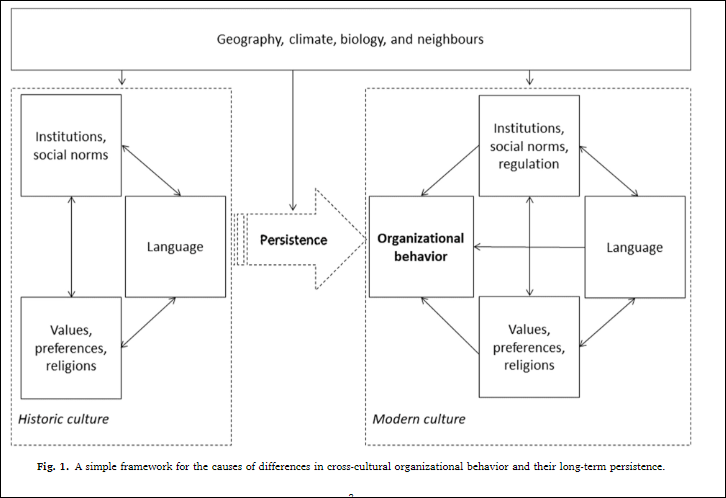 Geography, climate, biology, and neighbours
Institutions,
social norms
Language
Values,
preferences,
religions
Historic culture
Persistence
Organizational
behavior
Institutions,
social norms,
regulation
Language
Values,
preferences,
religions
Modern culture
Fig. 1. A simple framework for the causes of differences in cross-cultural organizational behavior and their long-term persistence.